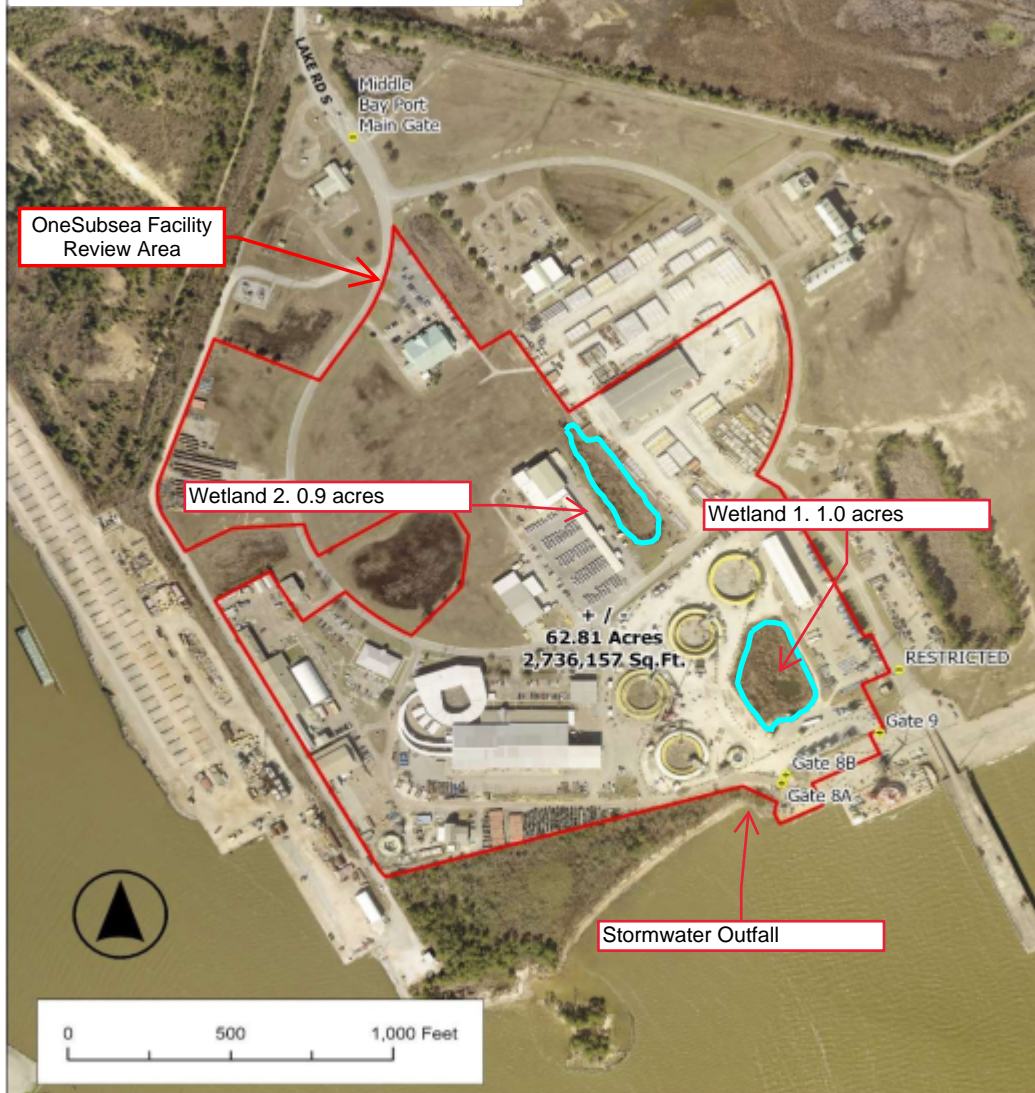 LAKE RD S
Middle
Bay Port
Main Gate
OneSubsea Facility
Review Area
Wetland 2. 0.9 acres
Wetland 1. 1.0 acres
+ / -
62.81 Acres
2,736,157 Sq.Ft.
RESTRICTED
Gate 9
Gate 8B
Gate 8A
Stormwater Outfall
0 500 1,000 Feet